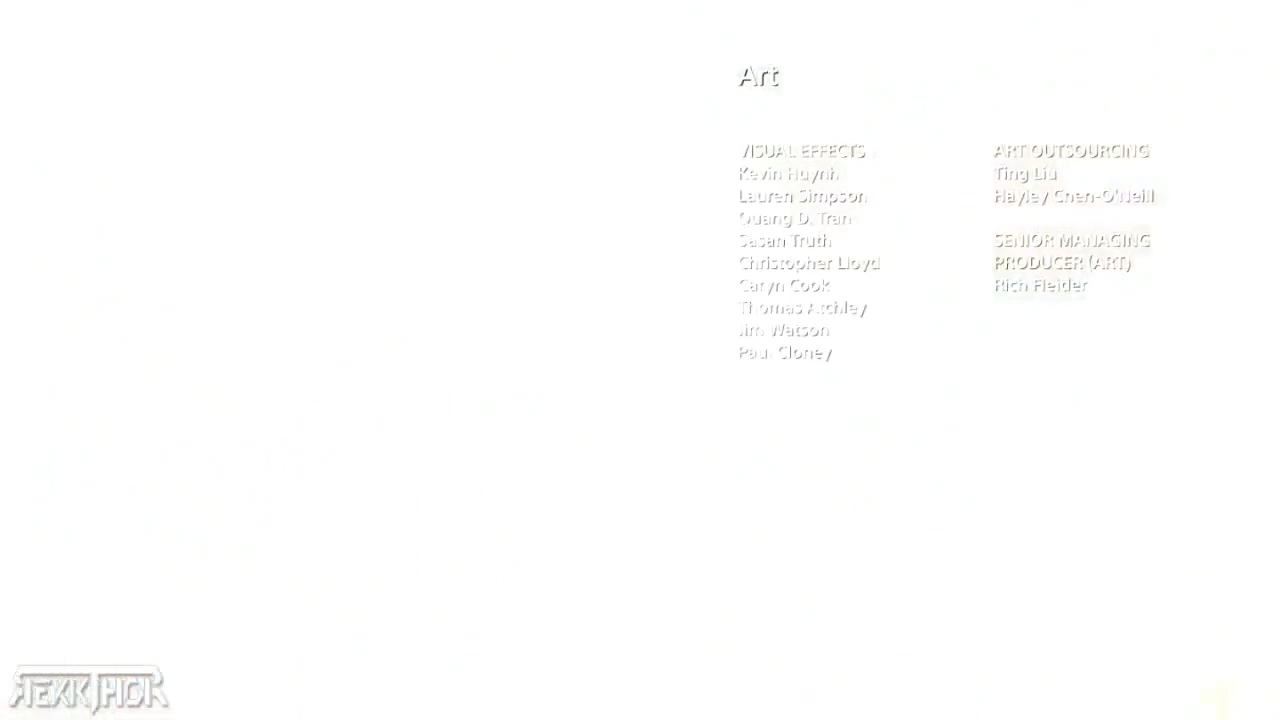 Art
VISUAL EFFECTS
Kevin Huynh
Lauren Simpson
Quang D. Tran
Sasan Truth
Christopher Lloyd
Caryn Cook
Thomas Atchley
Jim Watson
Paul Cloney
ART OUTSOURCING
Ting Liu
Hayley Chen-O'Neill
SENIOR MANAGING
PRODUCER (ART)
Rich Fleider